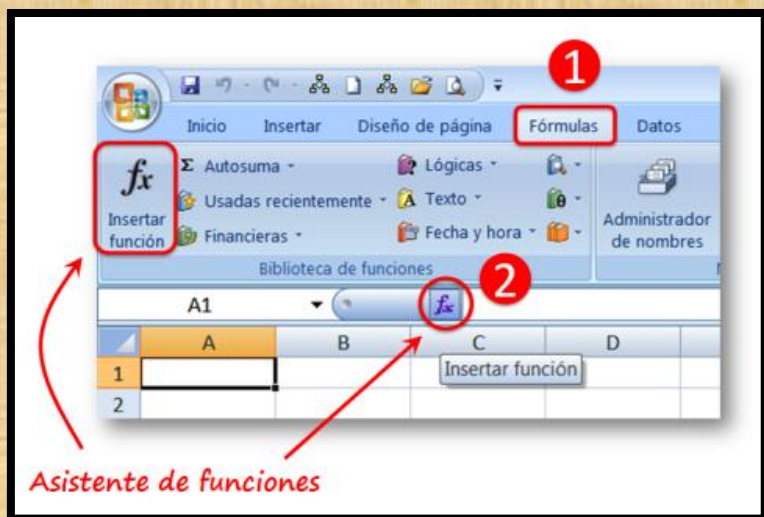 1
Inicio Insertar Diseño de página Fórmulas Datos
fx Σ Autosuma Lógicas
Insertar función Usadas recientemente A Texto θ Administrador de nombres
Financieras Fecha y hora
Biblioteca de funciones
2
A1 fx
A B C D
Insertar función
1
2
Asistente de funciones